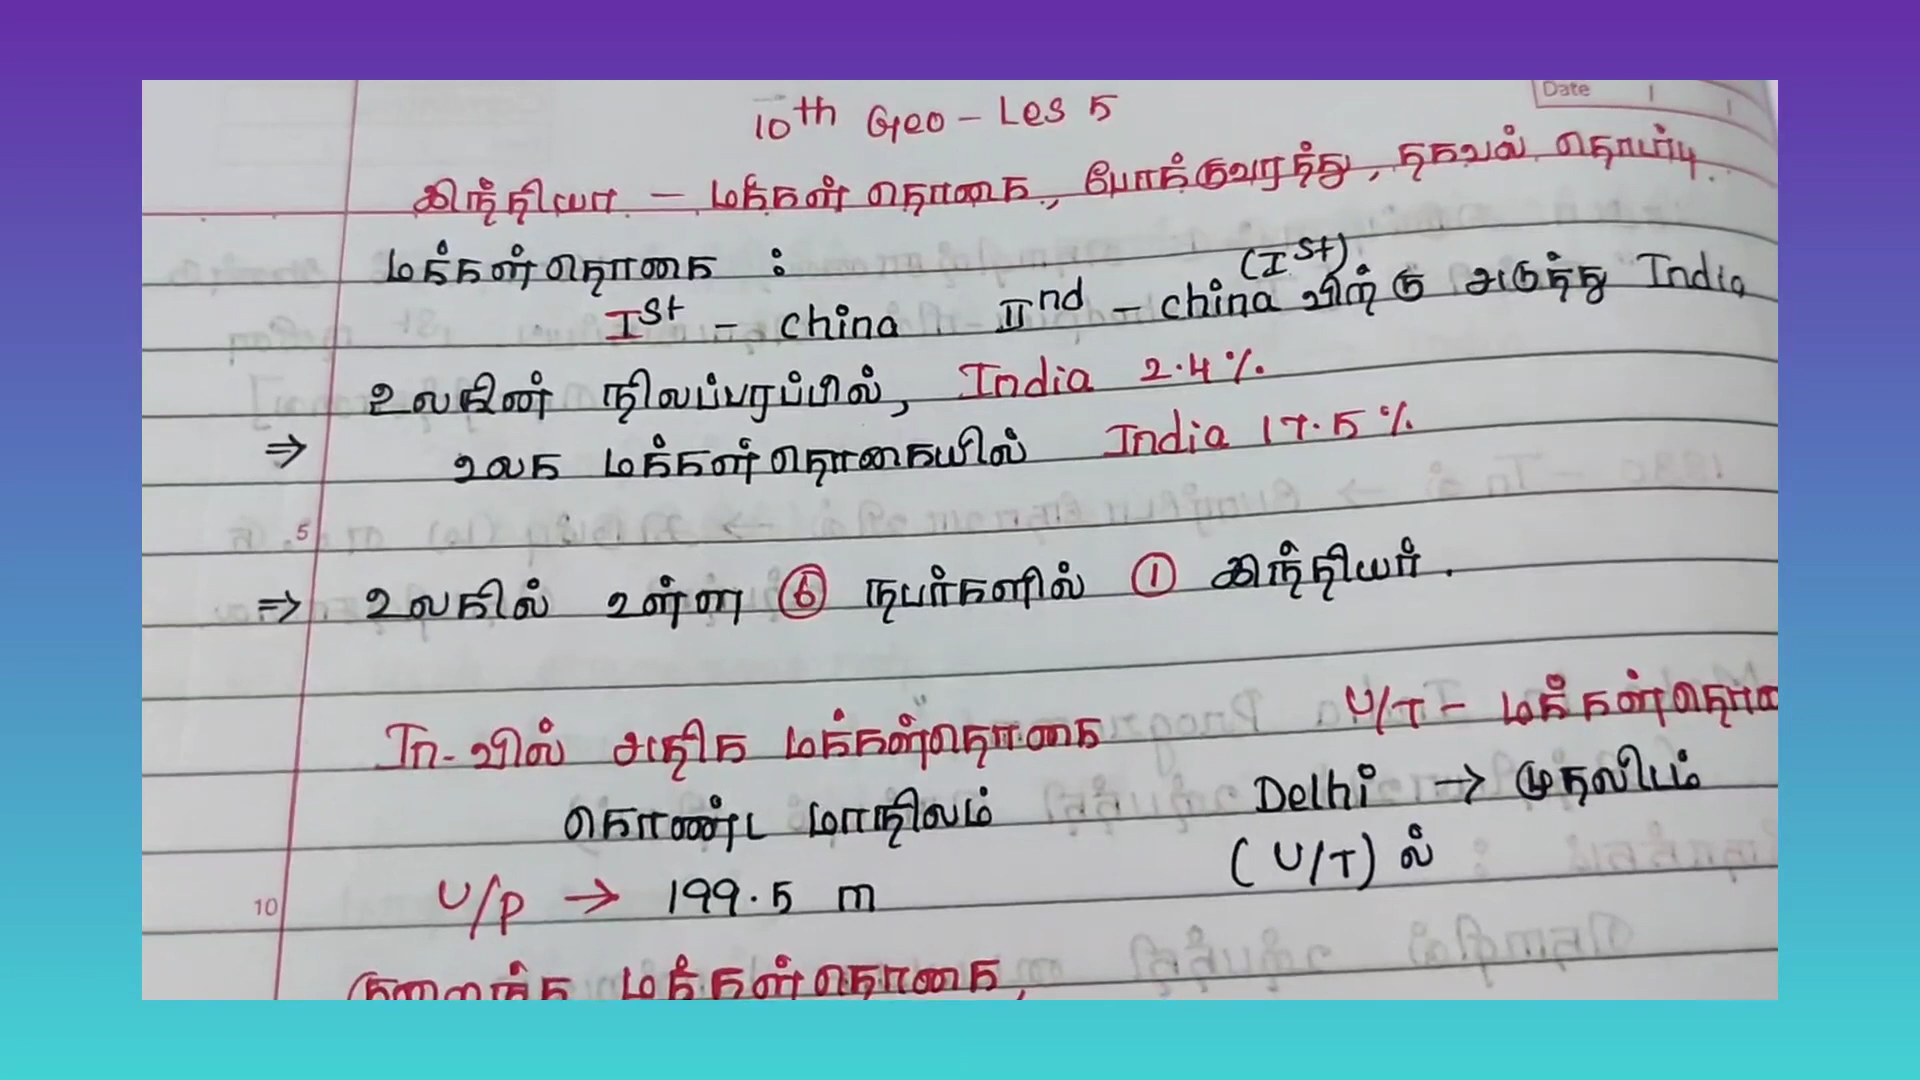 Date
10th Geo - Les 5
இந்தியா - மக்கள் தொகை, போக்குவரத்து, தகவல் தொடர்பு.
மக்கள்தொகை :
(Ist)
Ist - china IInd - china விற்கு அடுத்து India
உலகின் நிலப்பரப்பில், India 2.4%
⇒ உலக மக்கள்தொகையில் India 17.5%
5
⇒ உலகில் உள்ள 6 நபர்களில் 1 இந்தியர்.
In-வில் அதிக மக்கள்தொகை U/T - மக்கள்தொகை
கொண்ட மாநிலம் Delhi → முதலிடம்
(U/T) ல்
10 U/P → 199.5 m
குறைந்த மக்கள்தொகை,